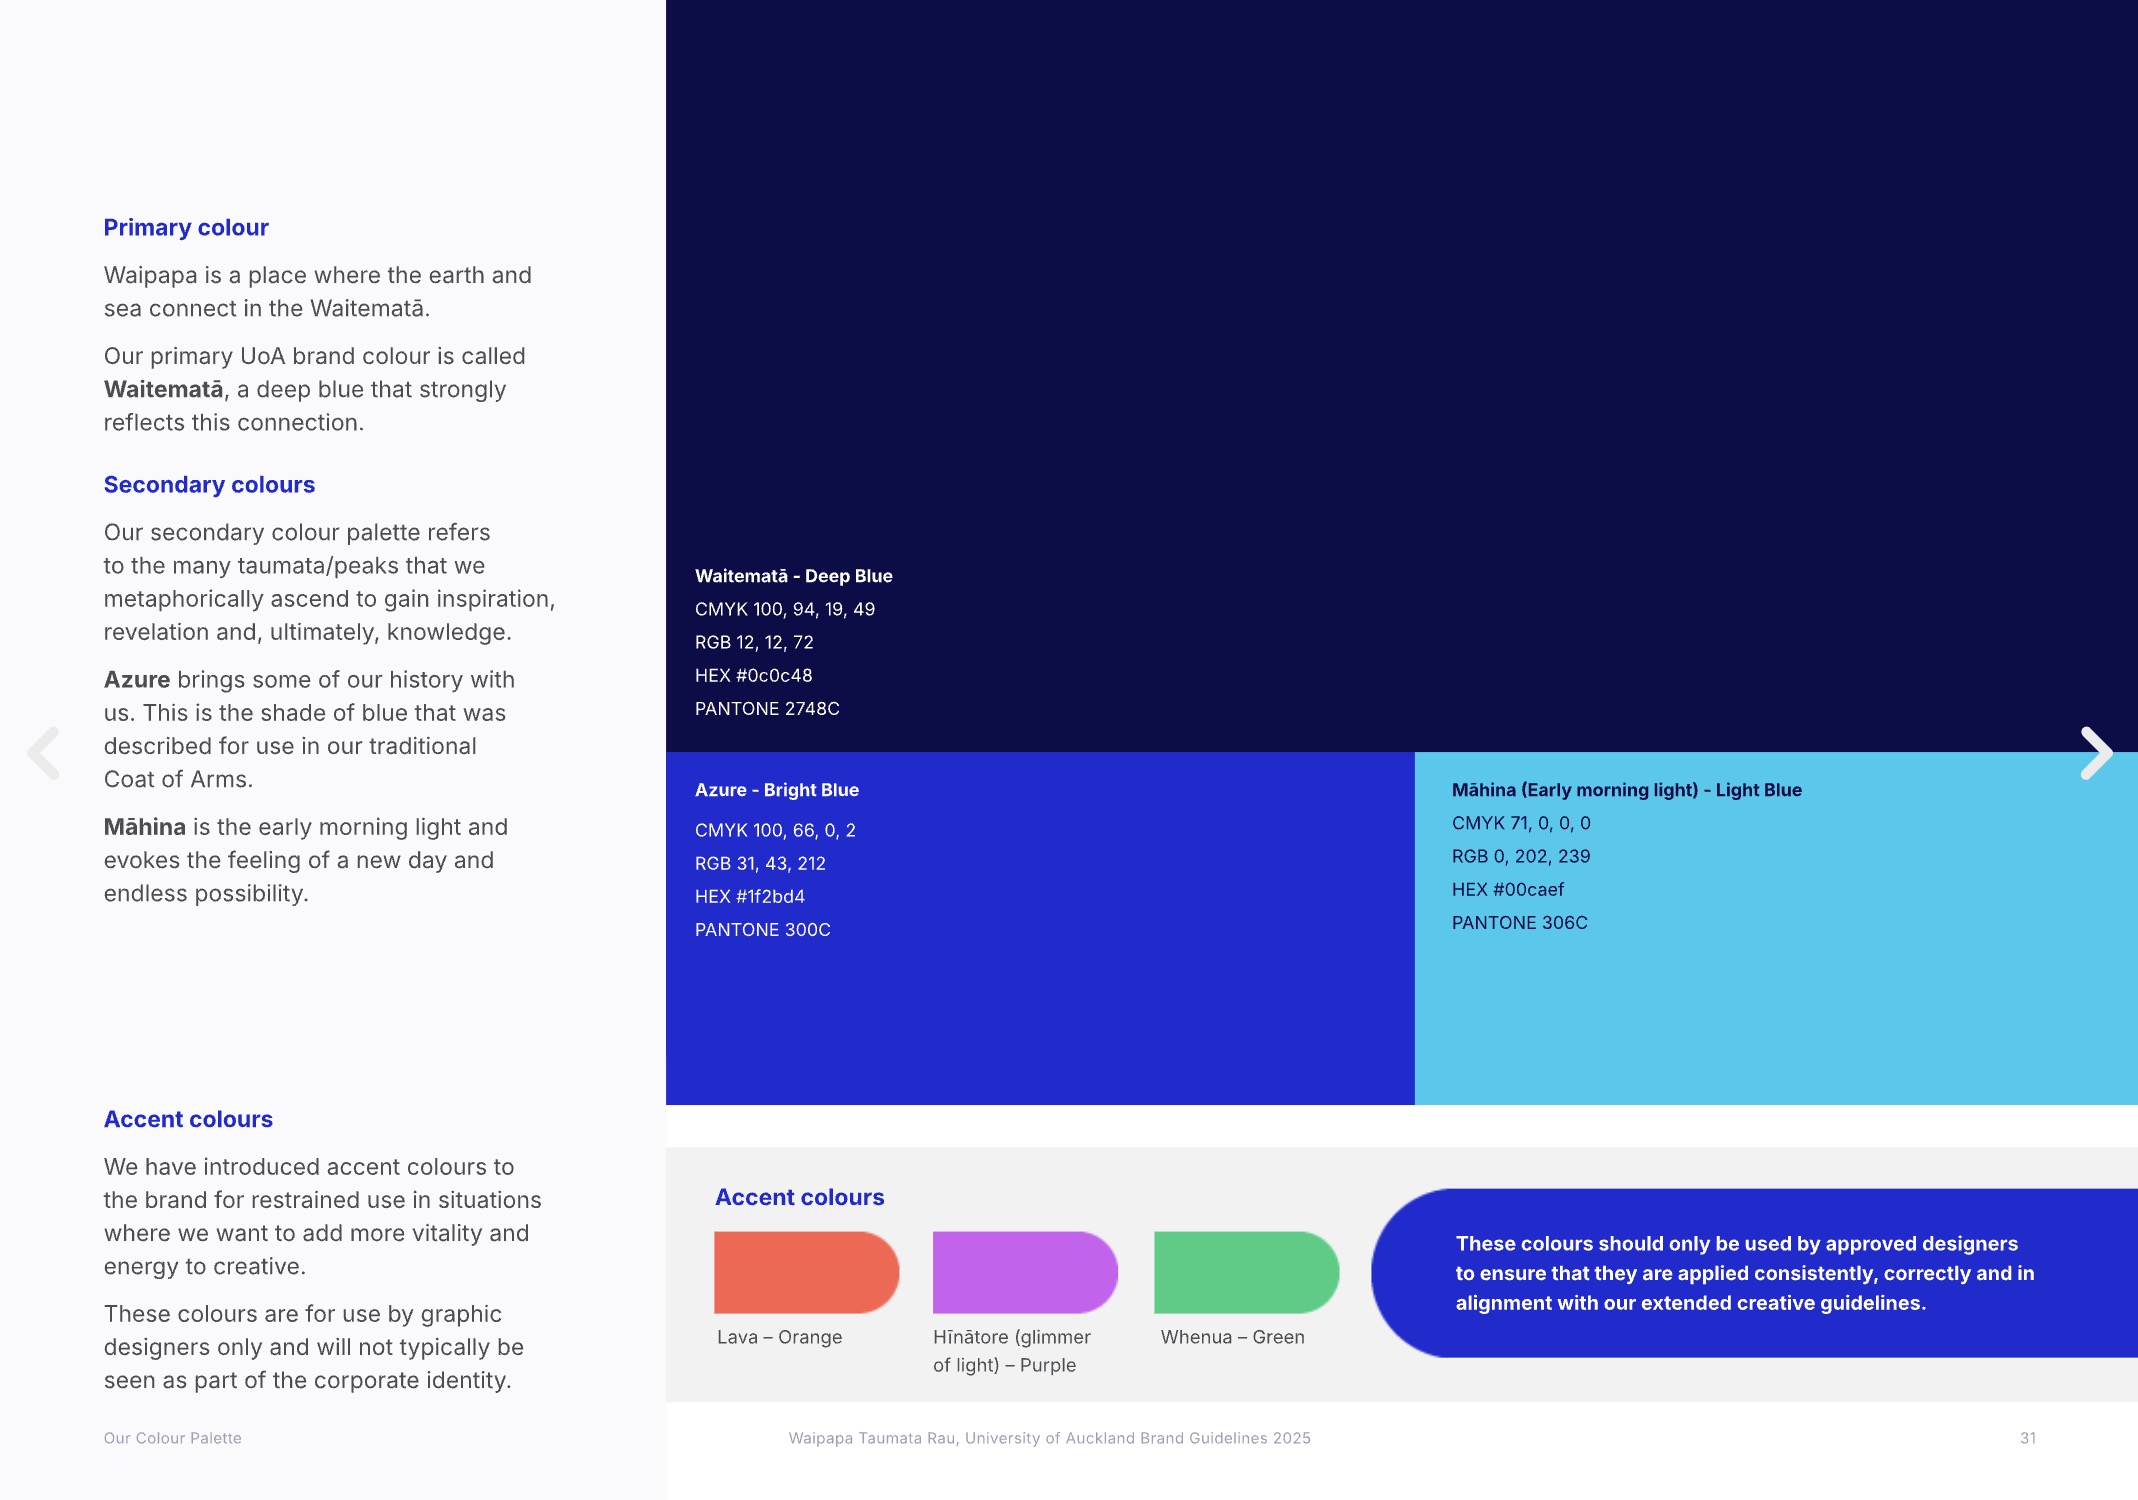 Primary colour
Waipapa is a place where the earth and
sea connect in the Waitematā.
Our primary UoA brand colour is called
Waitematā, a deep blue that strongly
reflects this connection.
Secondary colours
Our secondary colour palette refers
to the many taumata/peaks that we
metaphorically ascend to gain inspiration,
revelation and, ultimately, knowledge.
Azure brings some of our history with
us. This is the shade of blue that was
described for use in our traditional
Coat of Arms.
Māhina is the early morning light and
evokes the feeling of a new day and
endless possibility.
Accent colours
We have introduced accent colours to
the brand for restrained use in situations
where we want to add more vitality and
energy to creative.
These colours are for use by graphic
designers only and will not typically be
seen as part of the corporate identity.
Waitematā - Deep Blue
CMYK 100, 94, 19, 49
RGB 12, 12, 72
HEX #0c0c48
PANTONE 2748C
Azure - Bright Blue
CMYK 100, 66, 0, 2
RGB 31, 43, 212
HEX #1f2bd4
PANTONE 300C
Māhina (Early morning light) - Light Blue
CMYK 71, 0, 0, 0
RGB 0, 202, 239
HEX #00caef
PANTONE 306C
Accent colours
Lava – Orange
Hīnātore (glimmer
of light) – Purple
Whenua – Green
These colours should only be used by approved designers
to ensure that they are applied consistently, correctly and in
alignment with our extended creative guidelines.
Our Colour Palette
Waipapa Taumata Rau, University of Auckland Brand Guidelines 2025
31